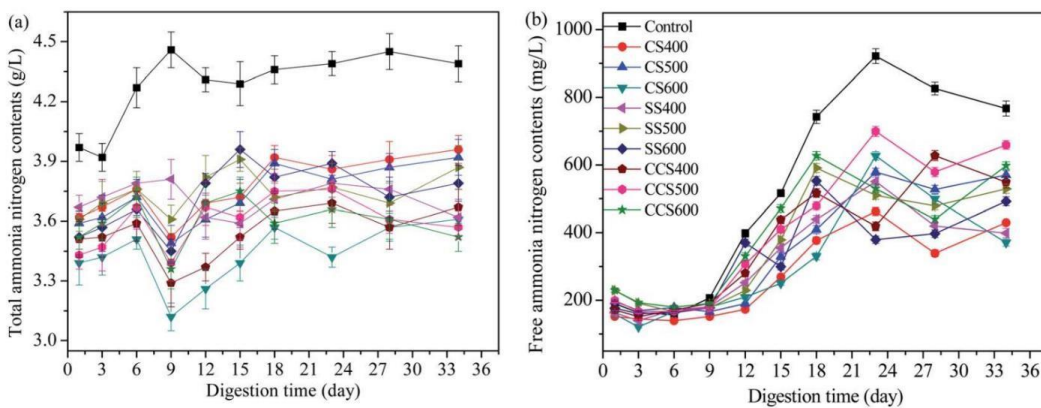 (a)
Total ammonia nitrogen contents (g/L)
4.5
4.2
3.9
3.6
3.3
3.0
0 3 6 9 12 15 18 21 24 27 30 33 36
Digestion time (day)
(b)
Free ammonia nitrogen contents (mg/L)
1000
800
600
400
200
Control
CS400
CS500
CS600
SS400
SS500
SS600
CCS400
CCS500
CCS600
0 3 6 9 12 15 18 21 24 27 30 33 36
Digestion time (day)